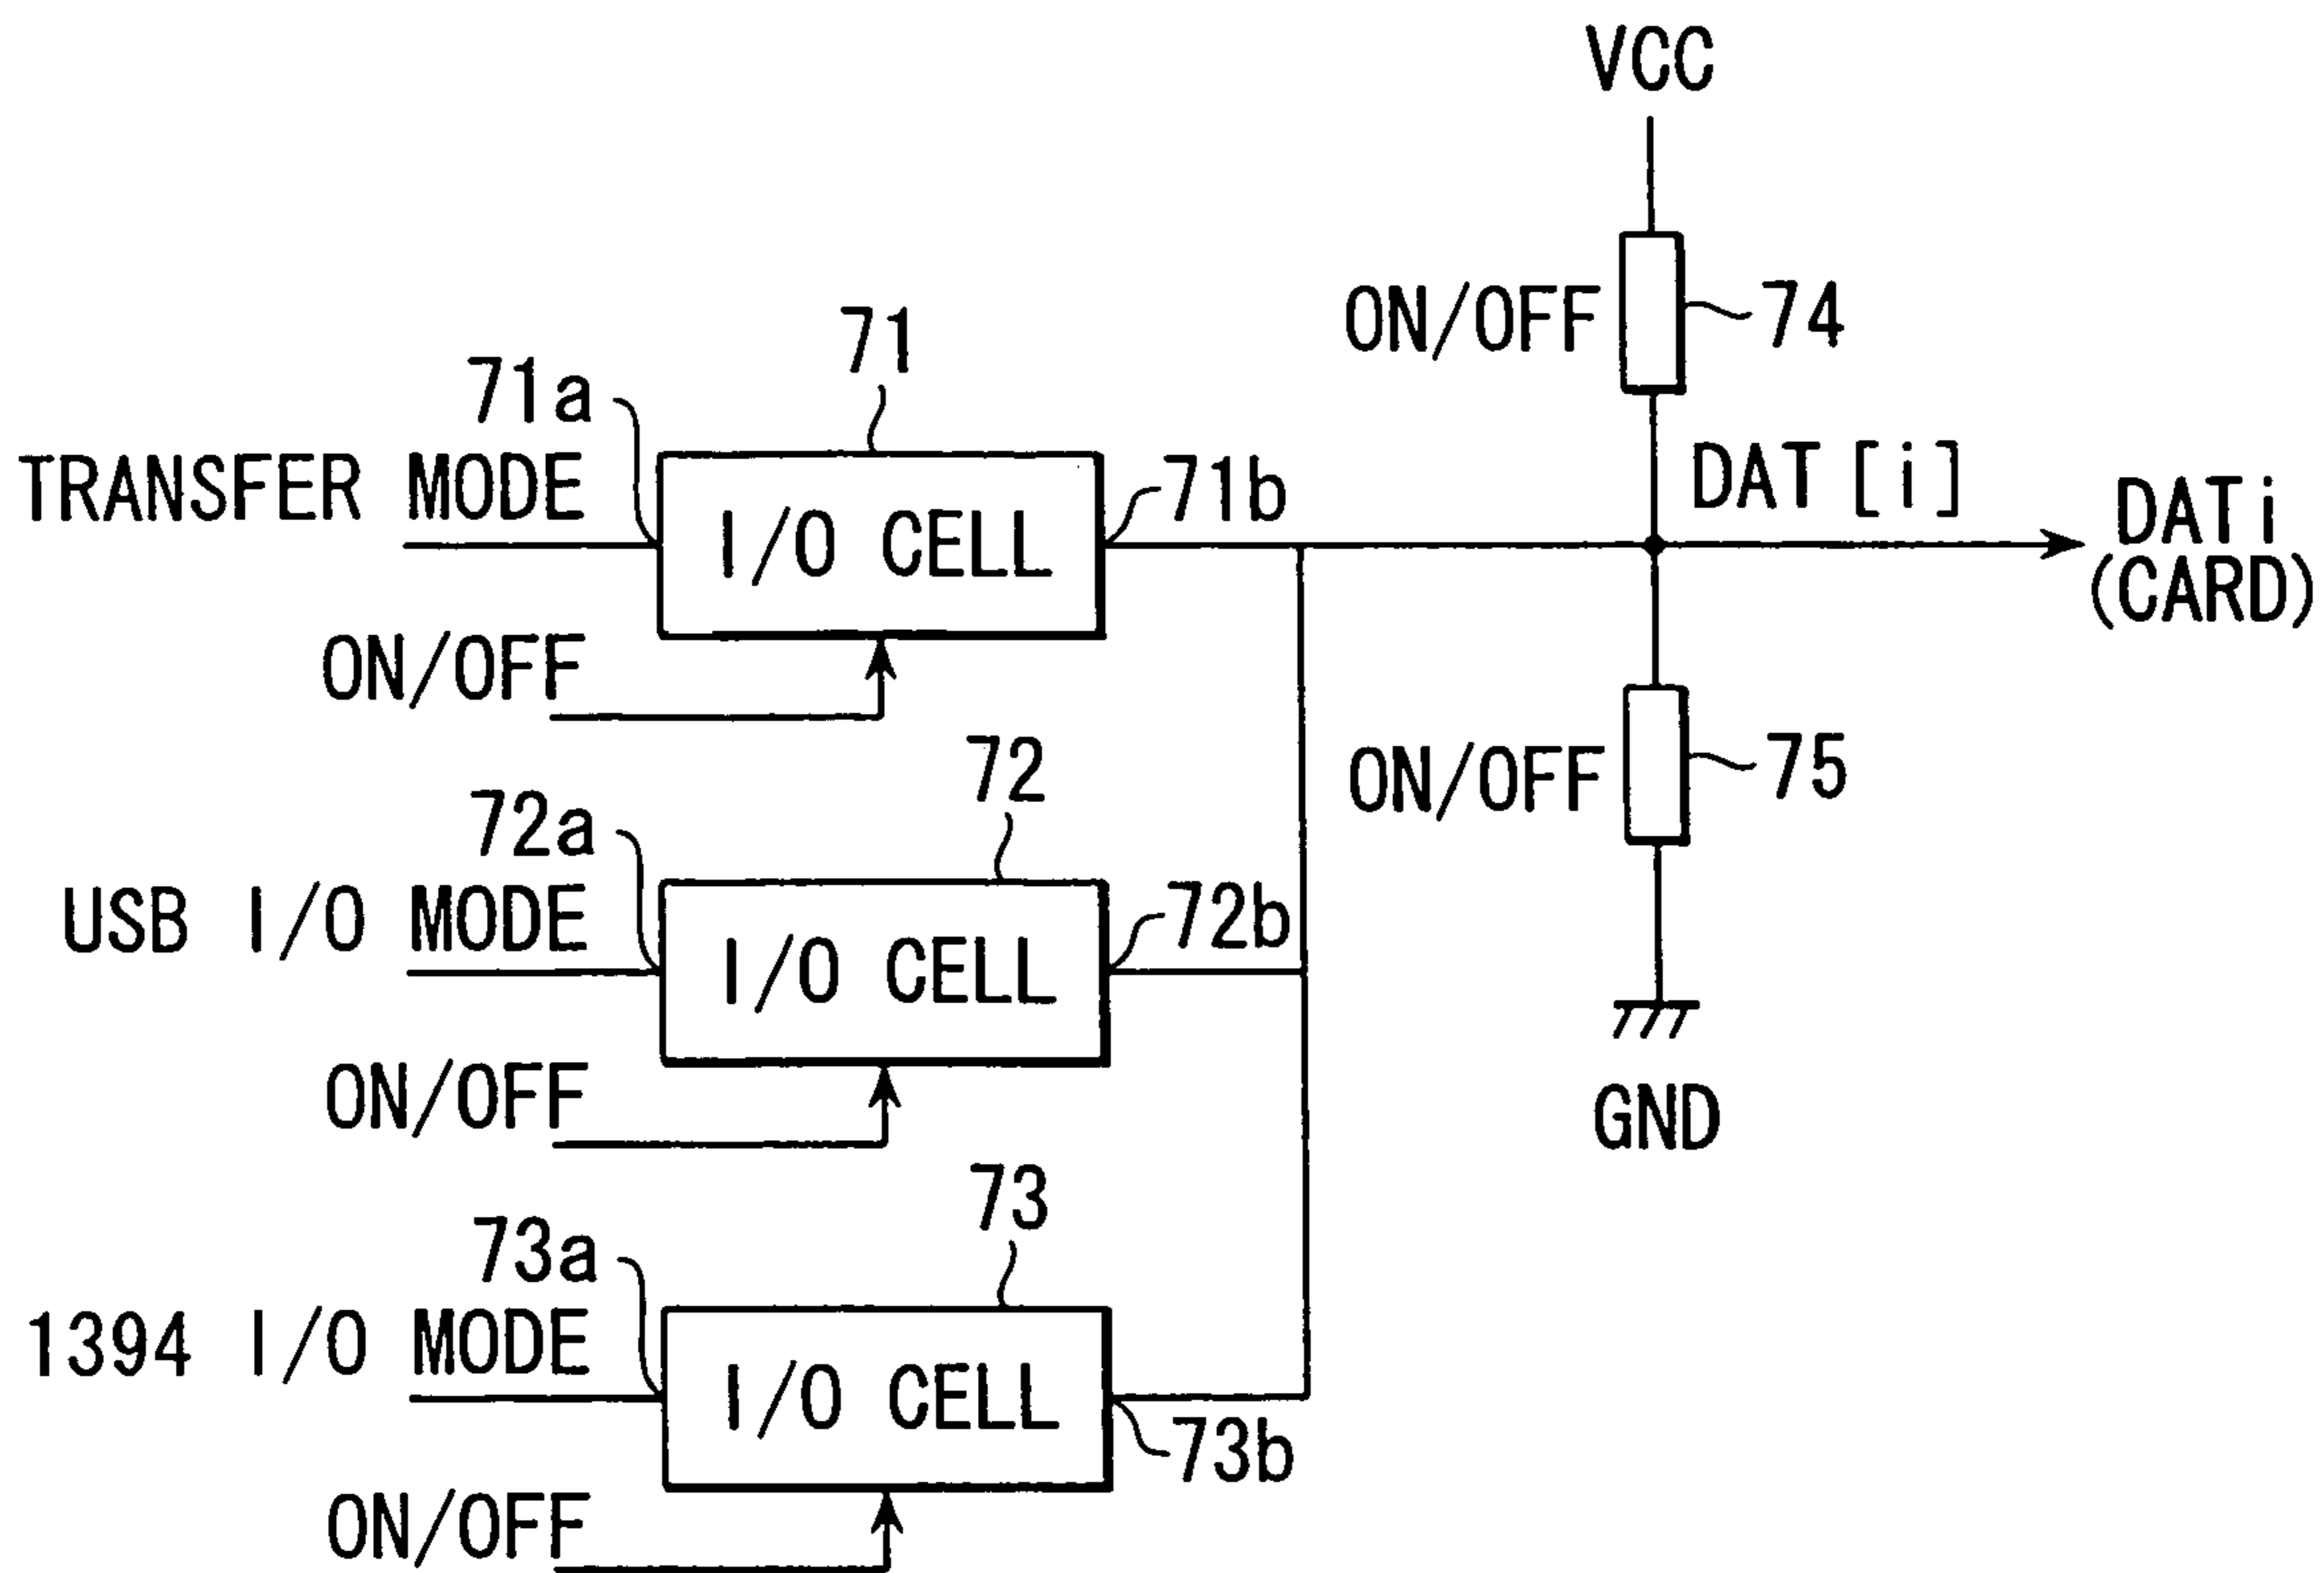 VCC
ON/OFF 74
71
71a
TRANSFER MODE
71b
DAT [i]
DATi
(CARD)
I/O CELL
ON/OFF
72
ON/OFF 75
72a
USB I/O MODE
72b
I/O CELL
ON/OFF
GND
73
73a
1394 I/O MODE
I/O CELL
73b
ON/OFF